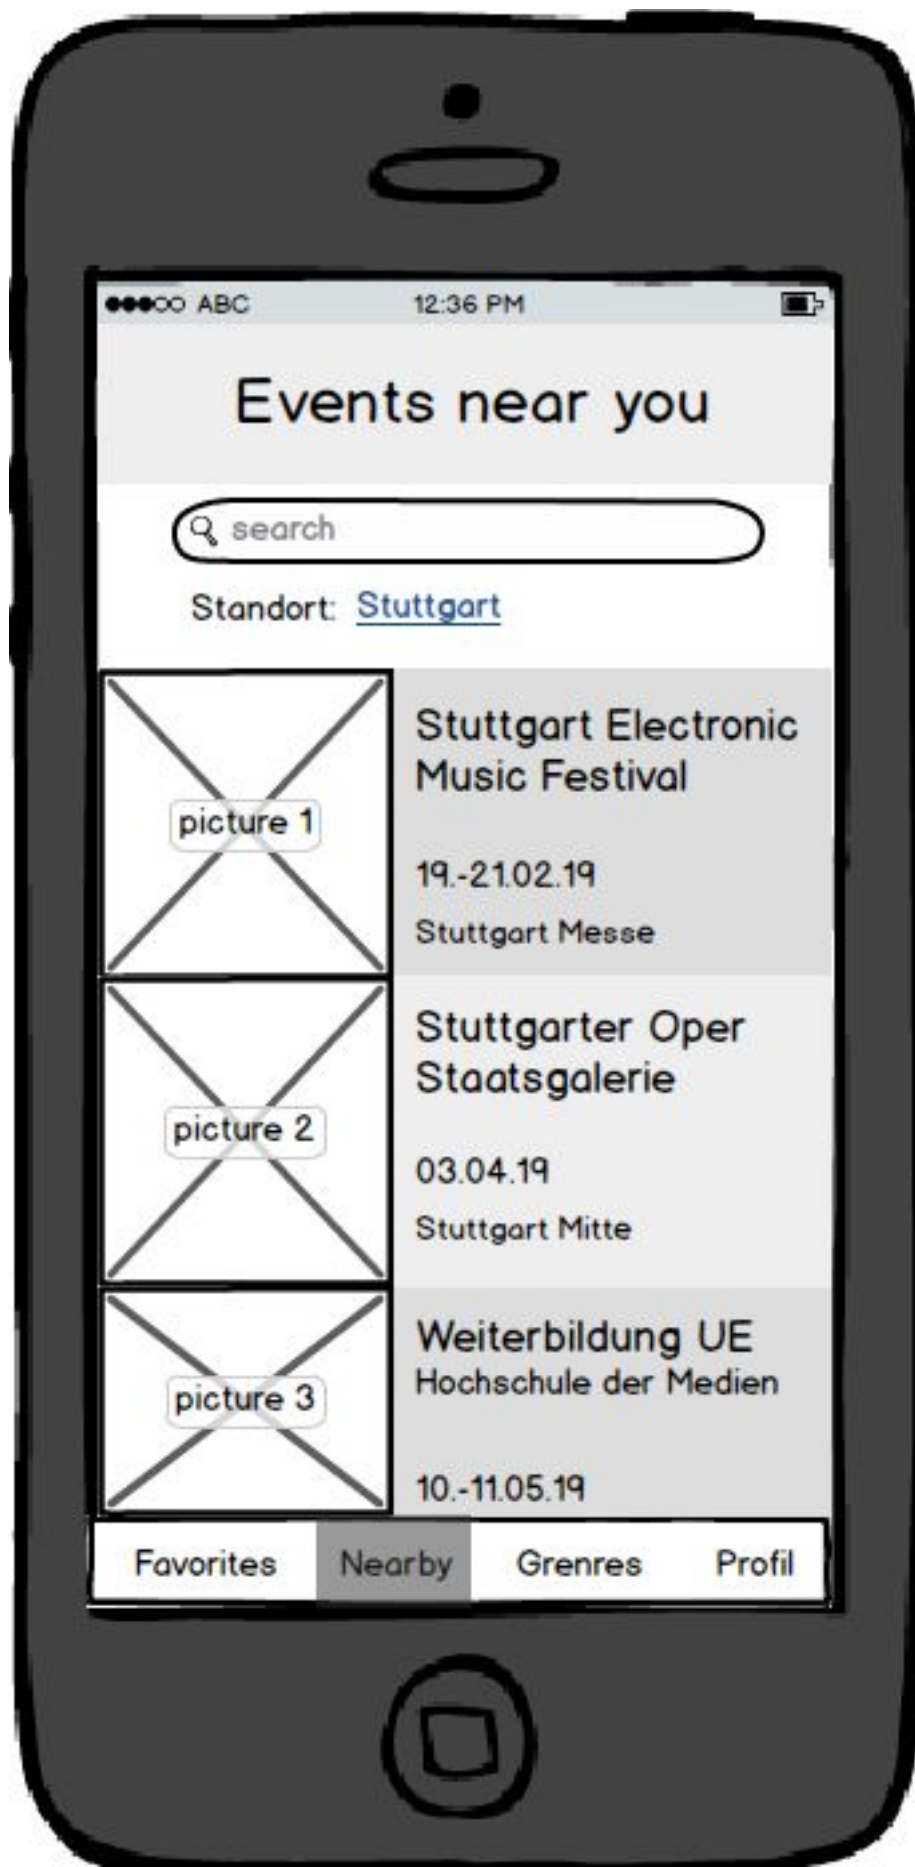 ABC 12:36 PM
Events near you
search
Standort: Stuttgart
picture 1
Stuttgart Electronic
Music Festival
19.-21.02.19
Stuttgart Messe
picture 2
Stuttgarter Oper
Staatsgalerie
03.04.19
Stuttgart Mitte
picture 3
Weiterbildung UE
Hochschule der Medien
10.-11.05.19
Favorites Nearby Grenres Profil